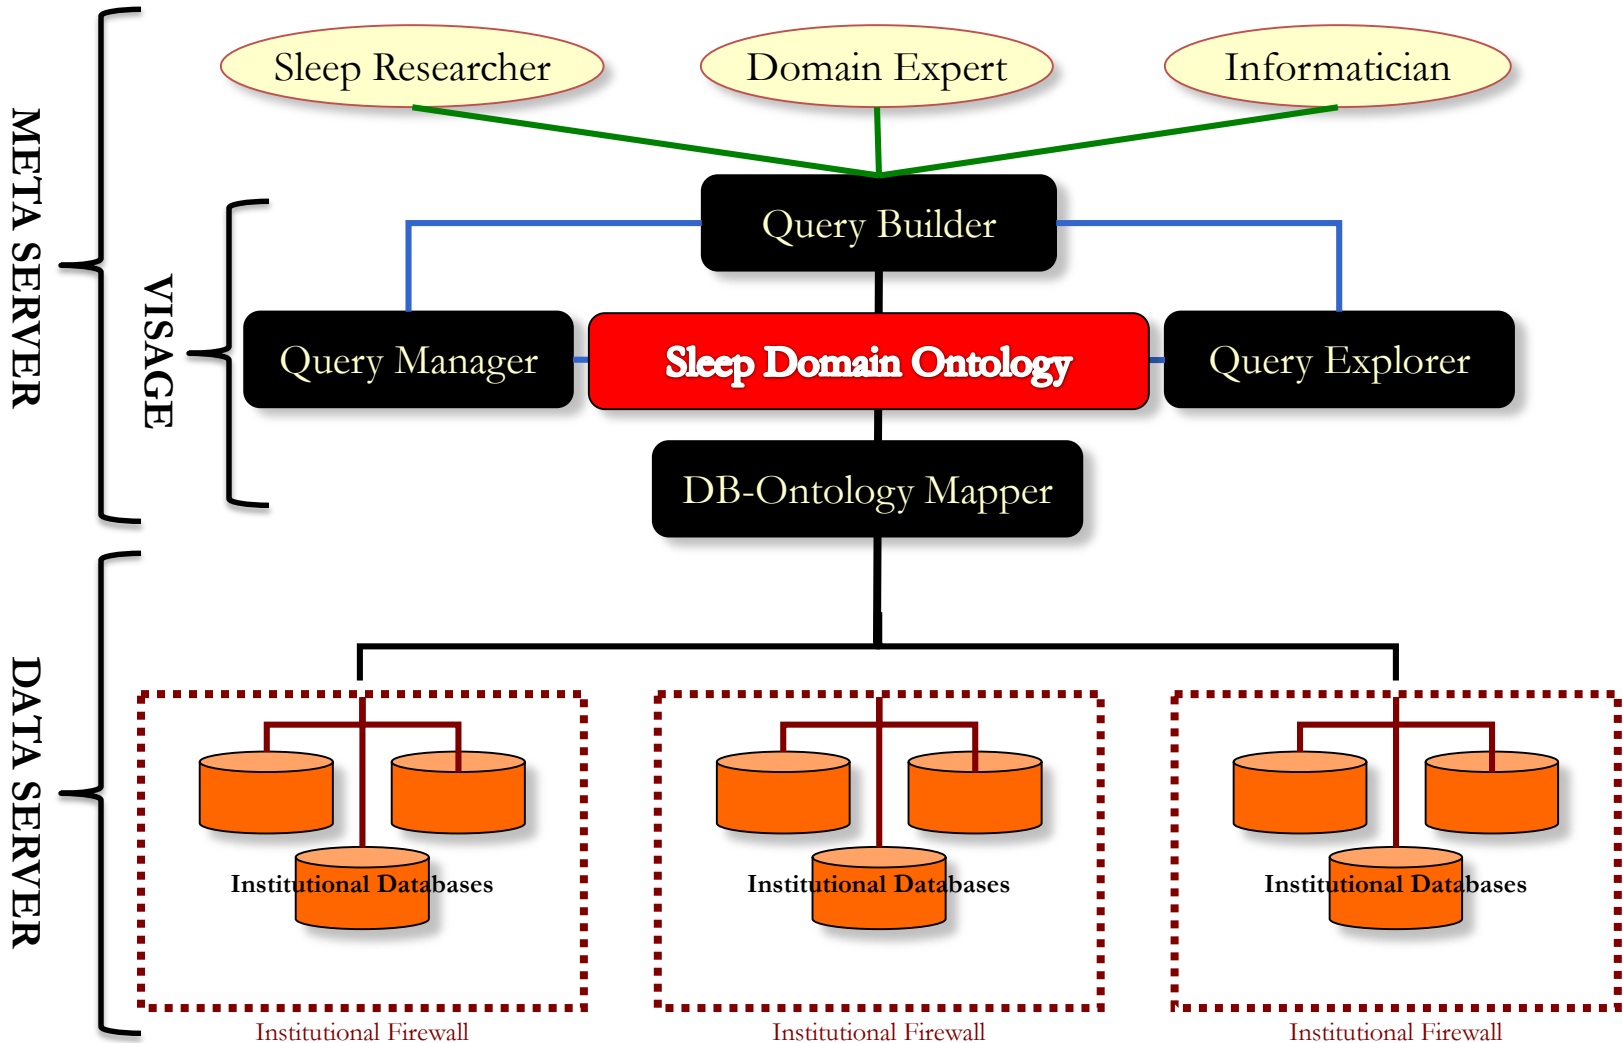 Sleep Researcher
Domain Expert
Informatician
META SERVER
VISAGE
Query Builder
Query Manager
Sleep Domain Ontology
Query Explorer
DB-Ontology Mapper
DATA SERVER
Institutional Databases
Institutional Databases
Institutional Databases
Institutional Firewall
Institutional Firewall
Institutional Firewall